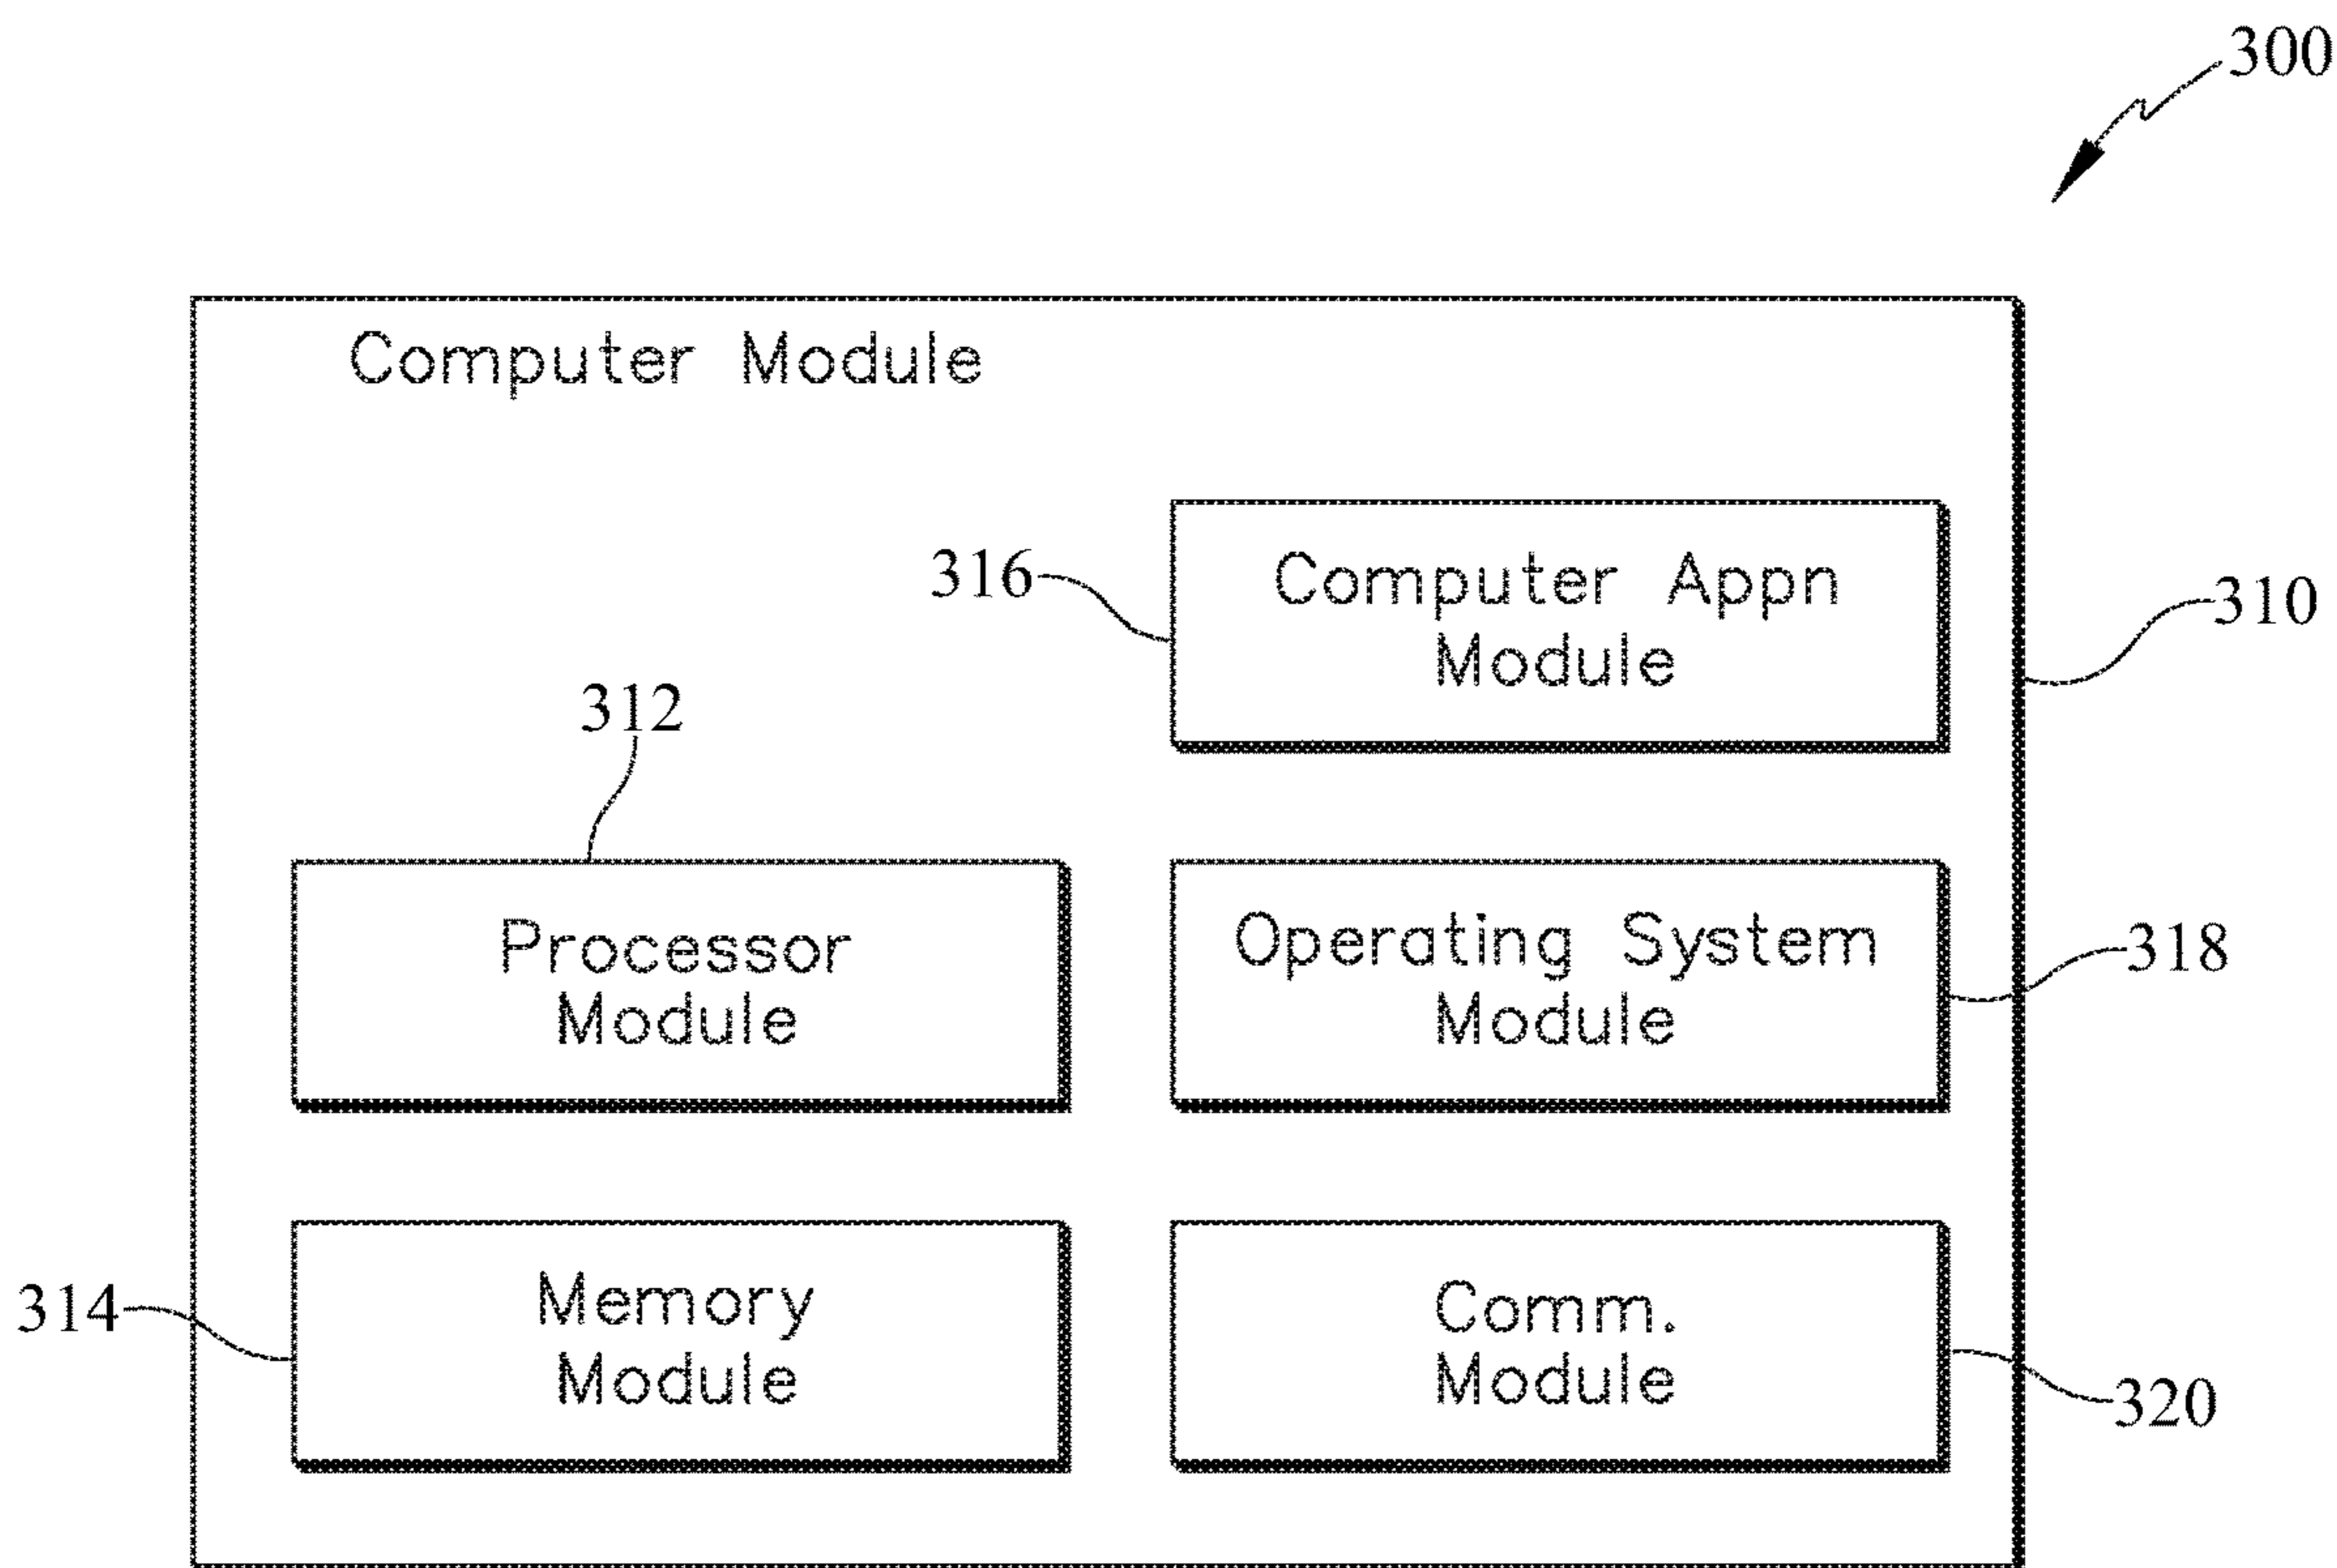 300
Computer Module
316
Computer Appn
Module
310
312
Processor
Module
Operating System
Module
318
314
Memory
Module
Comm.
Module
320